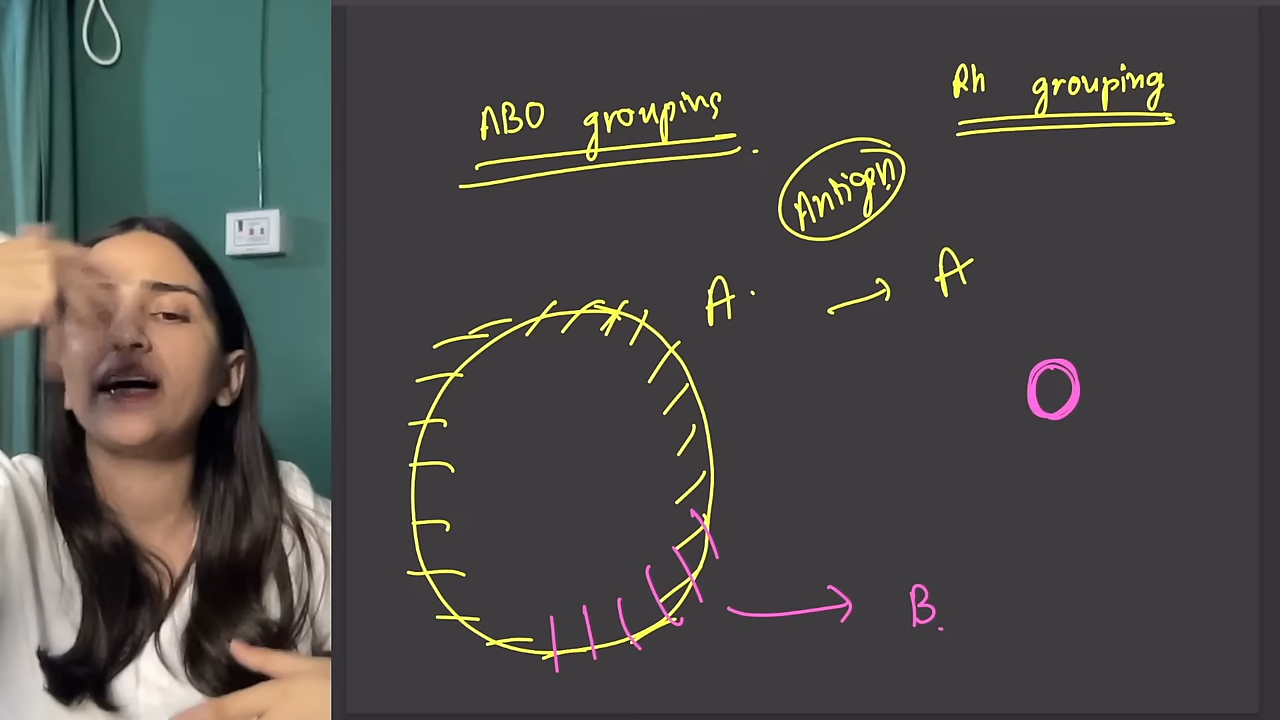 ABO grouping
Rh grouping
Antigen
A. → A
O
→ B.